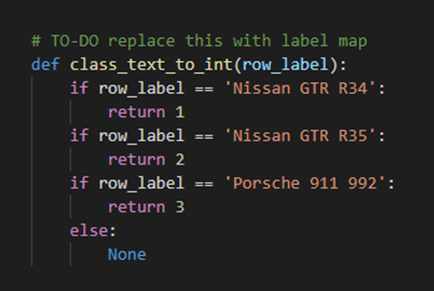 # TO-DO replace this with label map
def class_text_to_int(row_label):
    if row_label == 'Nissan GTR R34':
        return 1
    if row_label == 'Nissan GTR R35':
        return 2
    if row_label == 'Porsche 911 992':
        return 3
    else:
        None